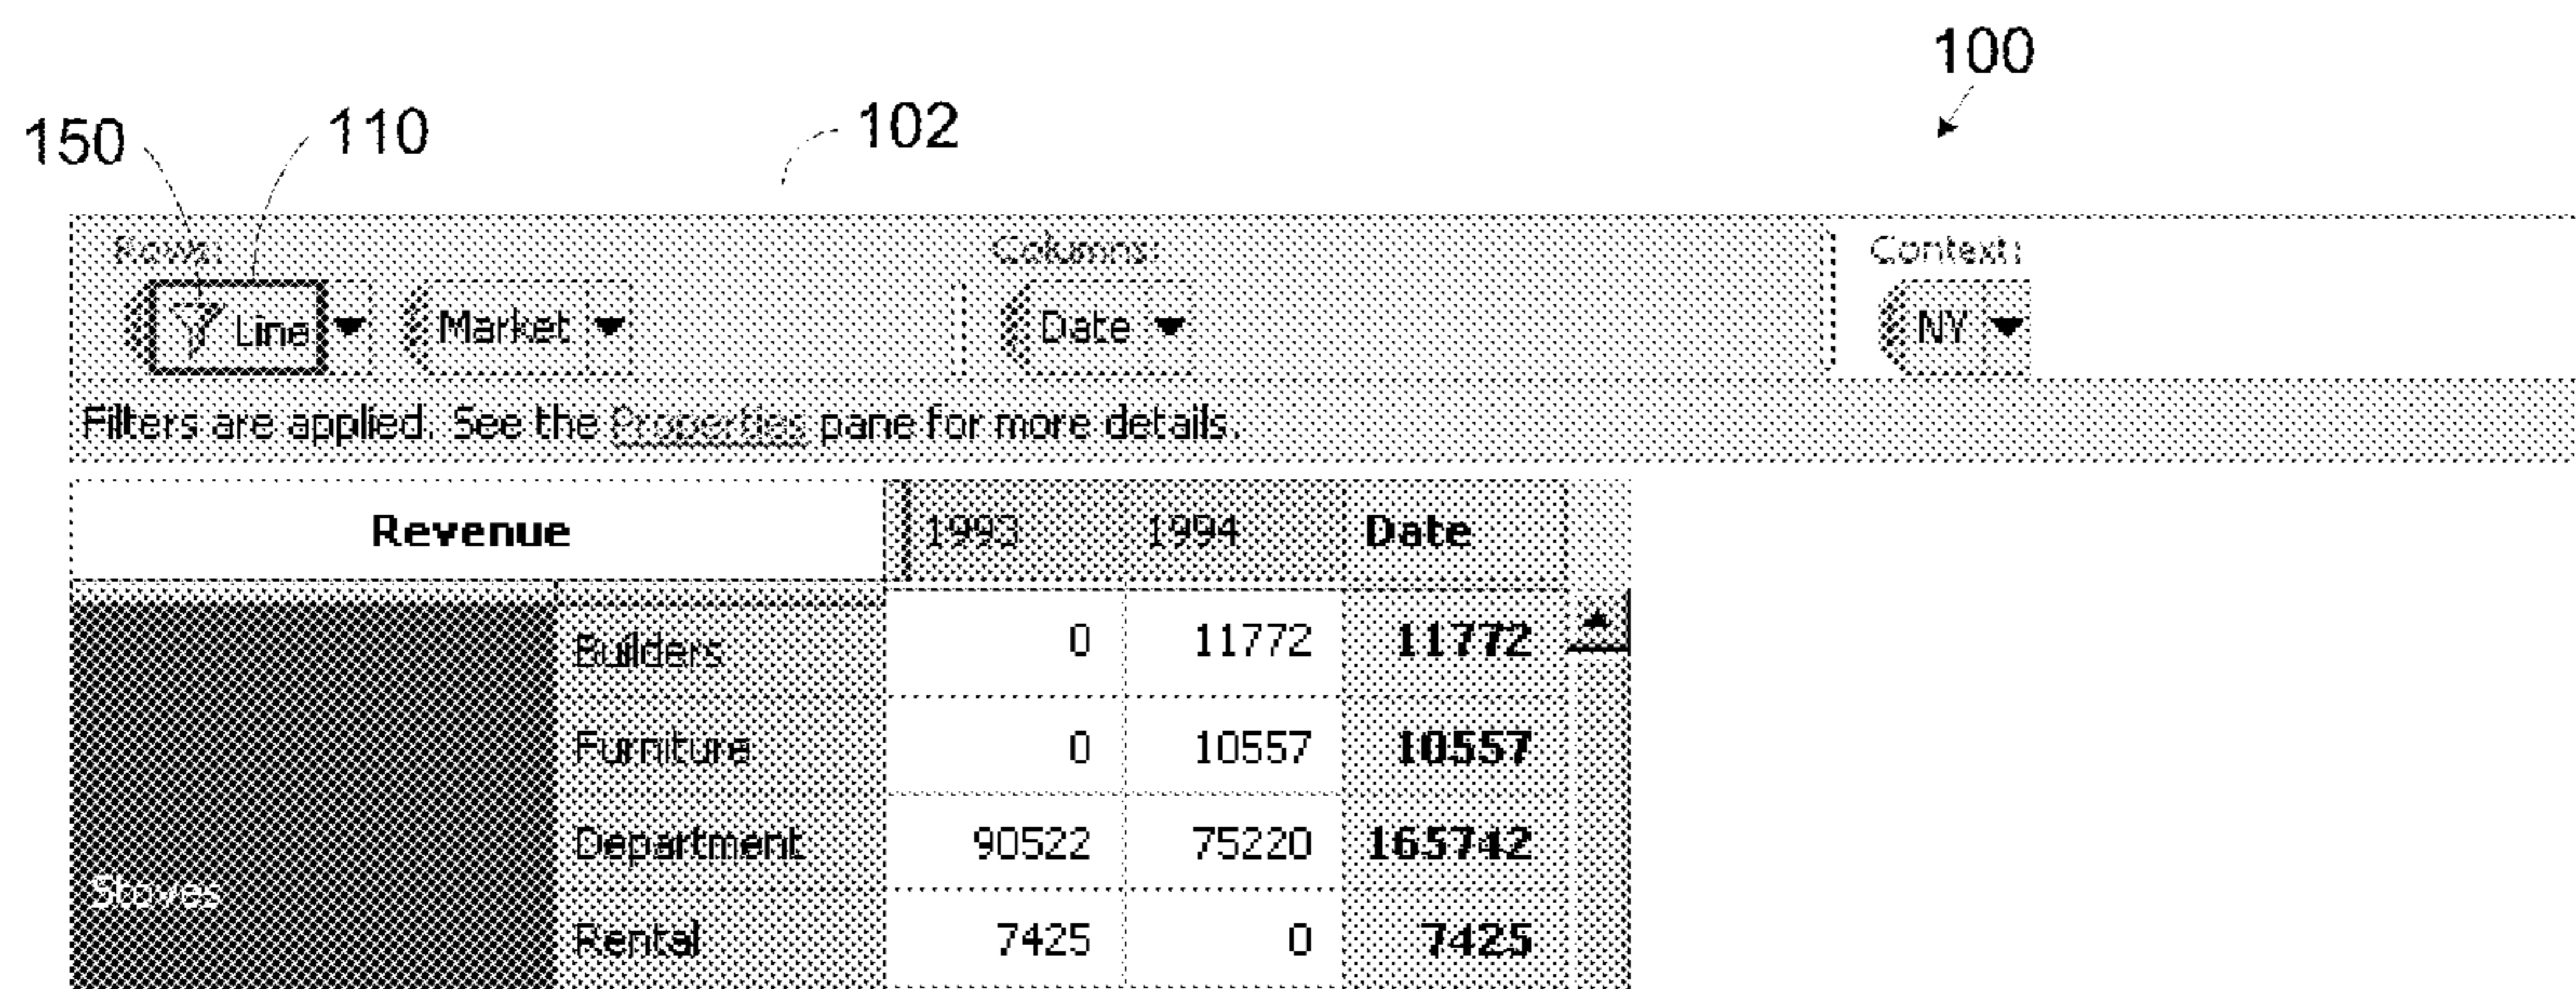 100
150 110 102
Rows: Columns: Context:
Line Market Date NY
Filters are applied. See the Properties pane for more details.
Revenue 1993 1994 Date
Builders 0 11772 11772
Furniture 0 10557 10557
Department 90522 75220 165742
Stoves
Rental 7425 0 7425